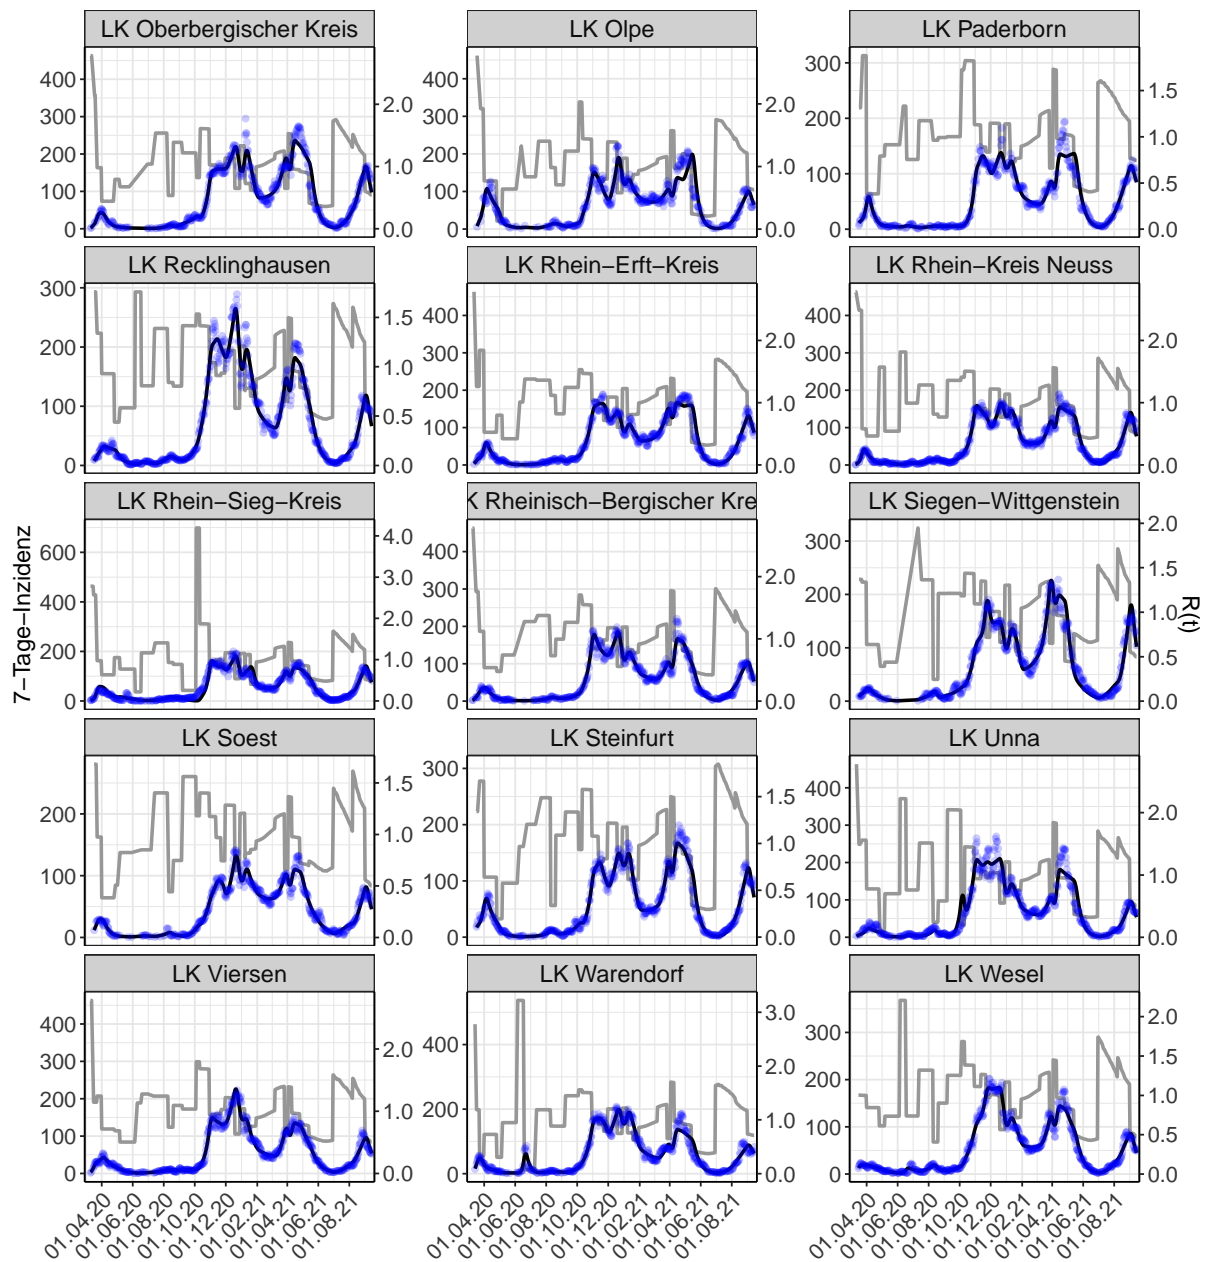 LK Oberbergischer Kreis LK Olpe LK Paderborn
400 300 200 100 0 2.0 1.0 0.0 400 300 200 100 0 2.0 1.0 0.0 300 200 100 0 1.5 1.0 0.5 0.0
LK Recklinghausen LK Rhein−Erft−Kreis LK Rhein−Kreis Neuss
300 200 100 0 1.5 1.0 0.5 0.0 400 300 200 100 0 2.0 1.0 0.0 400 300 200 100 0 2.0 1.0 0.0
LK Rhein−Sieg−Kreis K Rheinisch−Bergischer Kre LK Siegen−Wittgenstein
600 400 200 0 4.0 3.0 2.0 1.0 0.0 400 300 200 100 0 2.0 1.0 0.0 300 200 100 0 2.0 1.5 1.0 0.5 0.0
7−Tage−Inzidenz
R(t)
LK Soest LK Steinfurt LK Unna
200 100 0 1.5 1.0 0.5 0.0 300 200 100 0 1.5 1.0 0.5 0.0 400 300 200 100 0 2.0 1.0 0.0
LK Viersen LK Warendorf LK Wesel
400 300 200 100 0 2.0 1.0 0.0 400 200 0 3.0 2.0 1.0 0.0 300 200 100 0 2.0 1.5 1.0 0.5 0.0
01.04.20 01.06.20 01.08.20 01.10.20 01.12.20 01.02.21 01.04.21 01.06.21 01.08.21 01.04.20 01.06.20 01.08.20 01.10.20 01.12.20 01.02.21 01.04.21 01.06.21 01.08.21 01.04.20 01.06.20 01.08.20 01.10.20 01.12.20 01.02.21 01.04.21 01.06.21 01.08.21